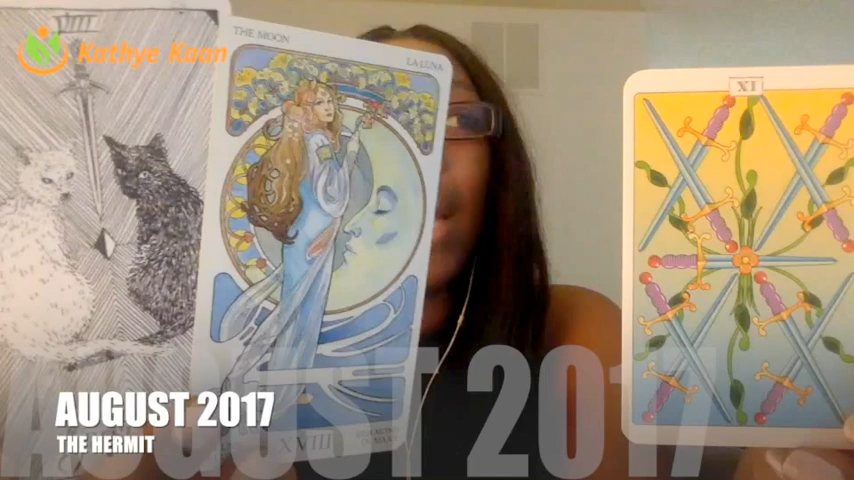 Kathye Kaan
VIIII
THE MOON
LA LUNA
XI
XVIII
AUGUST 2017
THE HERMIT
AUGUST 2017